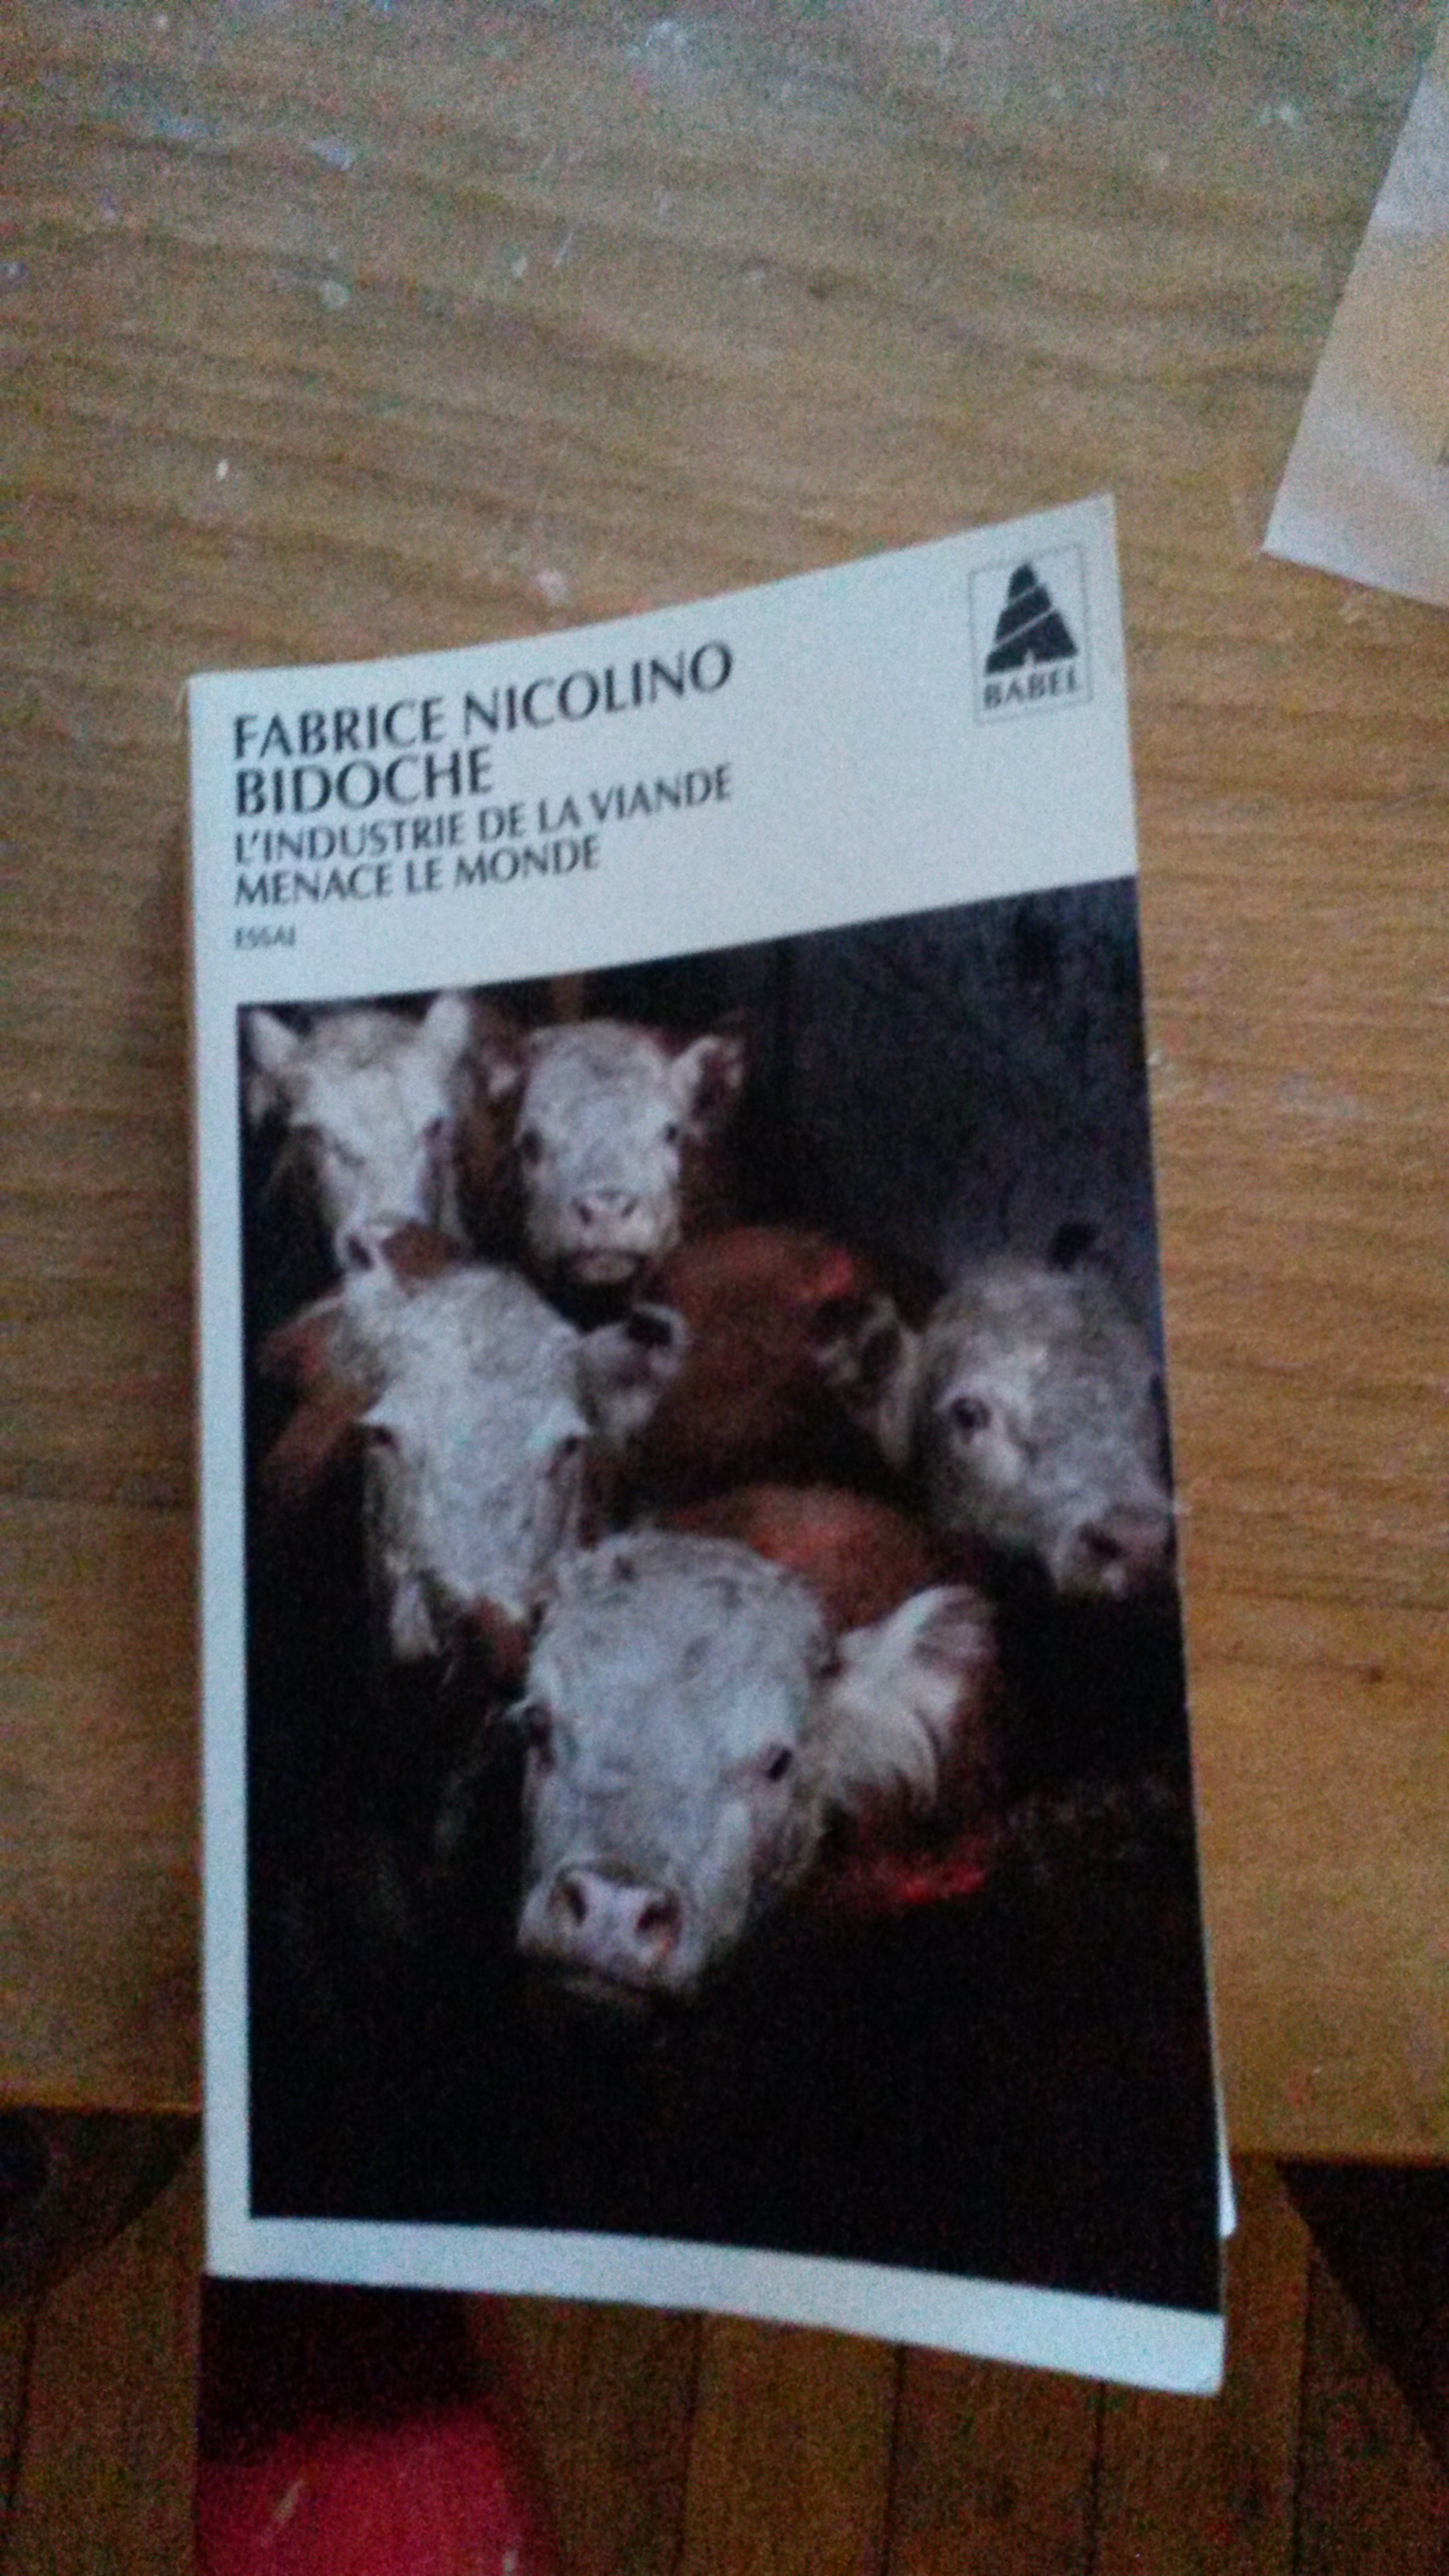 FABRICE NICOLINO
BIDOCHE
L'INDUSTRIE DE LA VIANDE
MENACE LE MONDE
ESSAI
BABEL